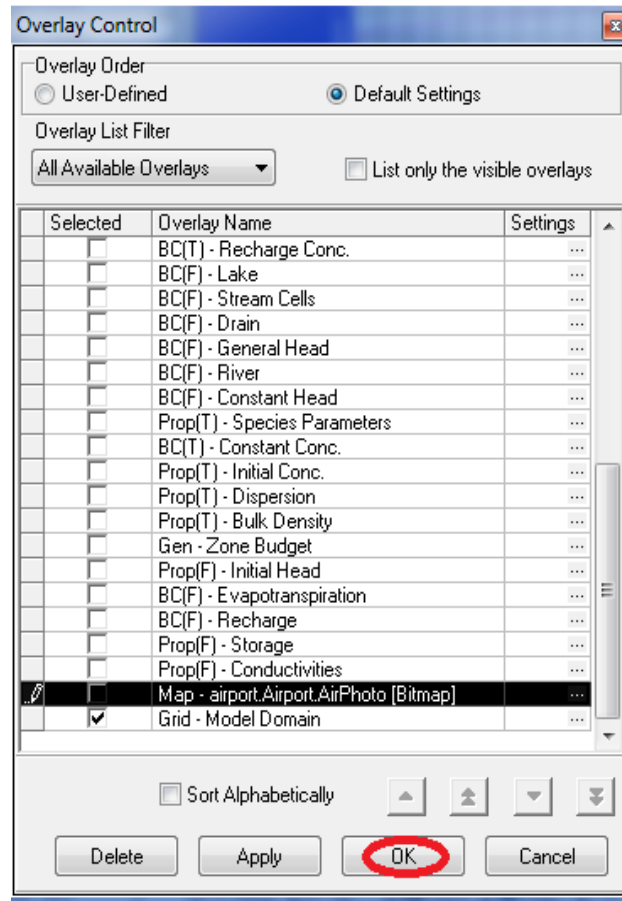 Overlay Control
Overlay Order
User-Defined Default Settings
Overlay List Filter
All Available Overlays List only the visible overlays
Selected Overlay Name Settings
BC(T) - Recharge Conc. ...
BC(F) - Lake ...
BC(F) - Stream Cells ...
BC(F) - Drain ...
BC(F) - General Head ...
BC(F) - River ...
BC(F) - Constant Head ...
Prop(T) - Species Parameters ...
BC(T) - Constant Conc. ...
Prop(T) - Initial Conc. ...
Prop(T) - Dispersion ...
Prop(T) - Bulk Density ...
Gen - Zone Budget ...
Prop(F) - Initial Head ...
BC(F) - Evapotranspiration ...
BC(F) - Recharge ...
Prop(F) - Storage ...
Prop(F) - Conductivities ...
Map - airport.Airport.AirPhoto [Bitmap] ...
Grid - Model Domain ...
Sort Alphabetically
Delete Apply OK Cancel